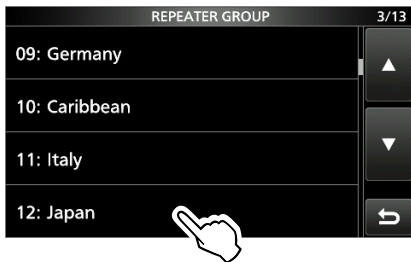 REPEATER GROUP 3/13
09: Germany
10: Caribbean
11: Italy
12: Japan